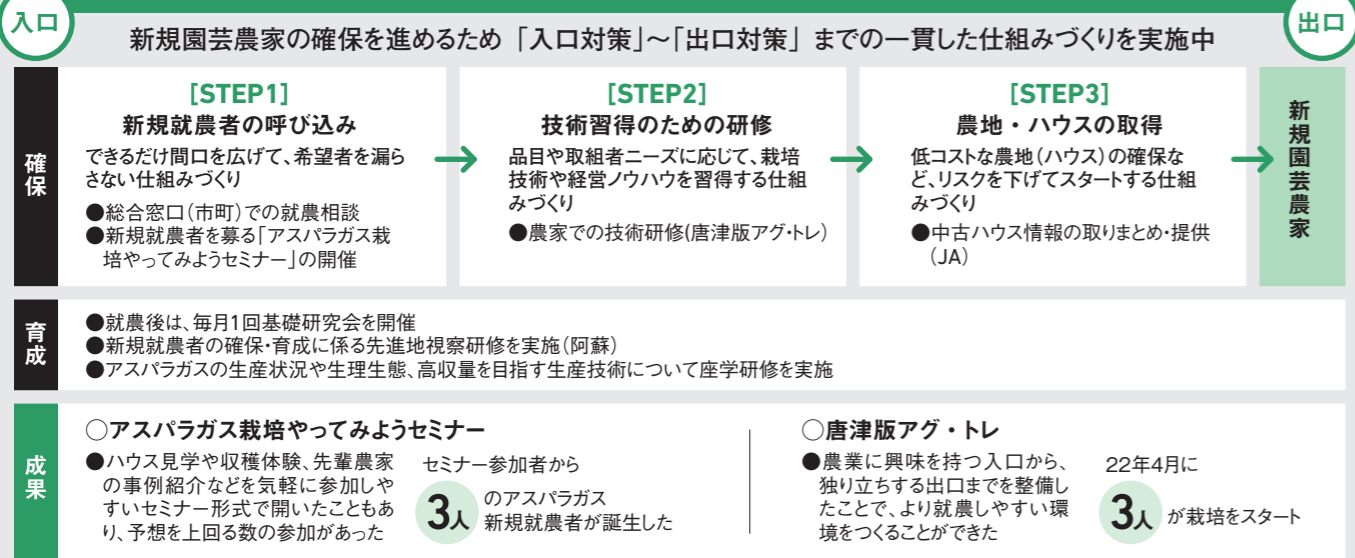 入口
出口
新規園芸農家の確保を進めるため「入口対策」～「出口対策」までの一貫した仕組みづくりを実施中
確保
[STEP1]
新規就農者の呼び込み
できるだけ間口を広げて、希望者を漏ら
さない仕組みづくり
●総合窓口(市町)での就農相談
●新規就農者を募る「アスパラガス栽
培やってみようセミナー」の開催
[STEP2]
技術習得のための研修
品目や取組者ニーズに応じて、栽培
技術や経営ノウハウを習得する仕組
みづくり
●農家での技術研修(唐津版アグ・トレ)
[STEP3]
農地・ハウスの取得
低コストな農地(ハウス)の確保な
ど、リスクを下げてスタートする仕組
みづくり
●中古ハウス情報の取りまとめ・提供
(JA)
新規園芸農家
育成
●就農後は、毎月1回基礎研究会を開催
●新規就農者の確保・育成に係る先進地視察研修を実施(阿蘇)
●アスパラガスの生産状況や生理生態、高収量を目指す生産技術について座学研修を実施
成果
○アスパラガス栽培やってみようセミナー
●ハウス見学や収穫体験、先輩農家
の事例紹介などを気軽に参加しや
すいセミナー形式で開いたこともあ
り、予想を上回る数の参加があった
セミナー参加者から
3人 のアスパラガス
新規就農者が誕生した
○唐津版アグ・トレ
●農業に興味を持つ入口から、
独り立ちする出口までを整備し
たことで、より就農しやすい環
境をつくることができた
22年4月に
3人 が栽培をスタート